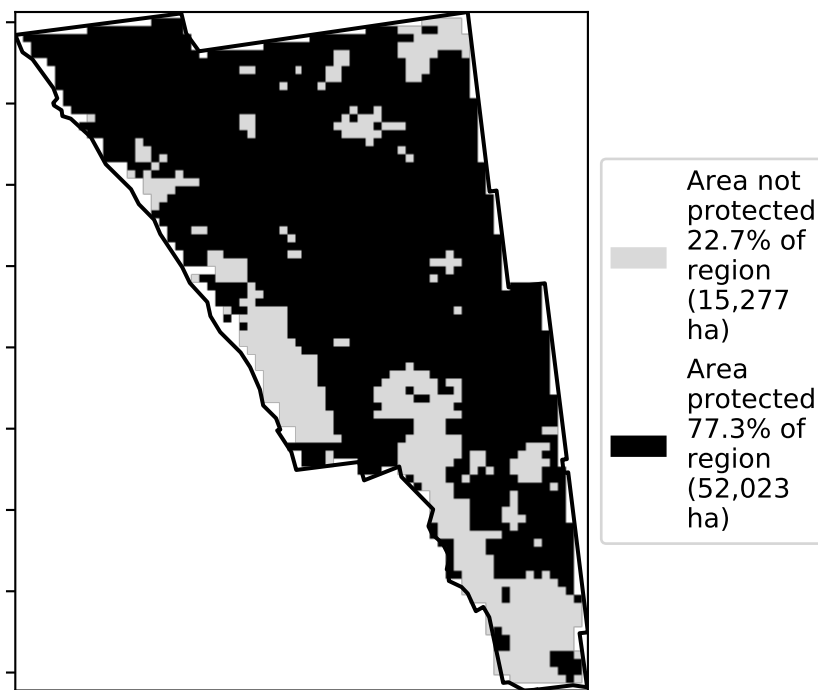 Area not
protected
22.7% of
region
(15,277
ha)
Area
protected
77.3% of
region
(52,023
ha)